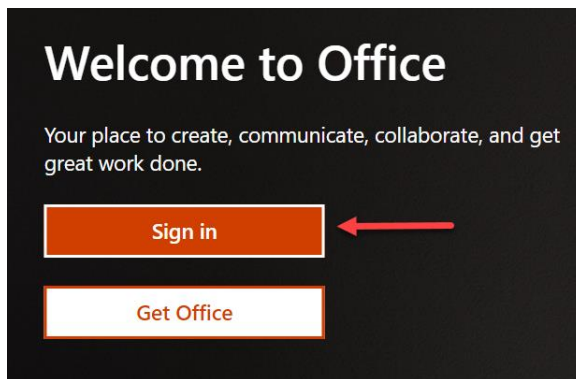 Welcome to Office
Your place to create, communicate, collaborate, and get
great work done.
Sign in
Get Office